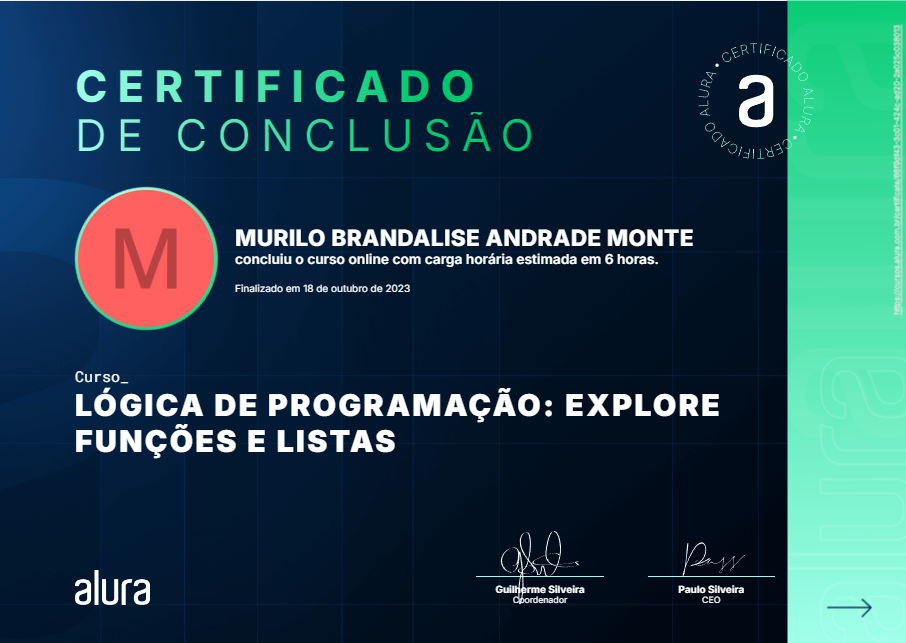 CERTIFICADO
DE CONCLUSÃO
CERTIFICADO ALURA • CERTIFICADO ALURA •
a
M
MURILO BRANDALISE ANDRADE MONTE
concluiu o curso online com carga horária estimada em 6 horas.
Finalizado em 18 de outubro de 2023
Curso_
LÓGICA DE PROGRAMAÇÃO: EXPLORE
FUNÇÕES E LISTAS
alura
Guilherme Silveira
Coordenador
Paulo Silveira
CEO
alura